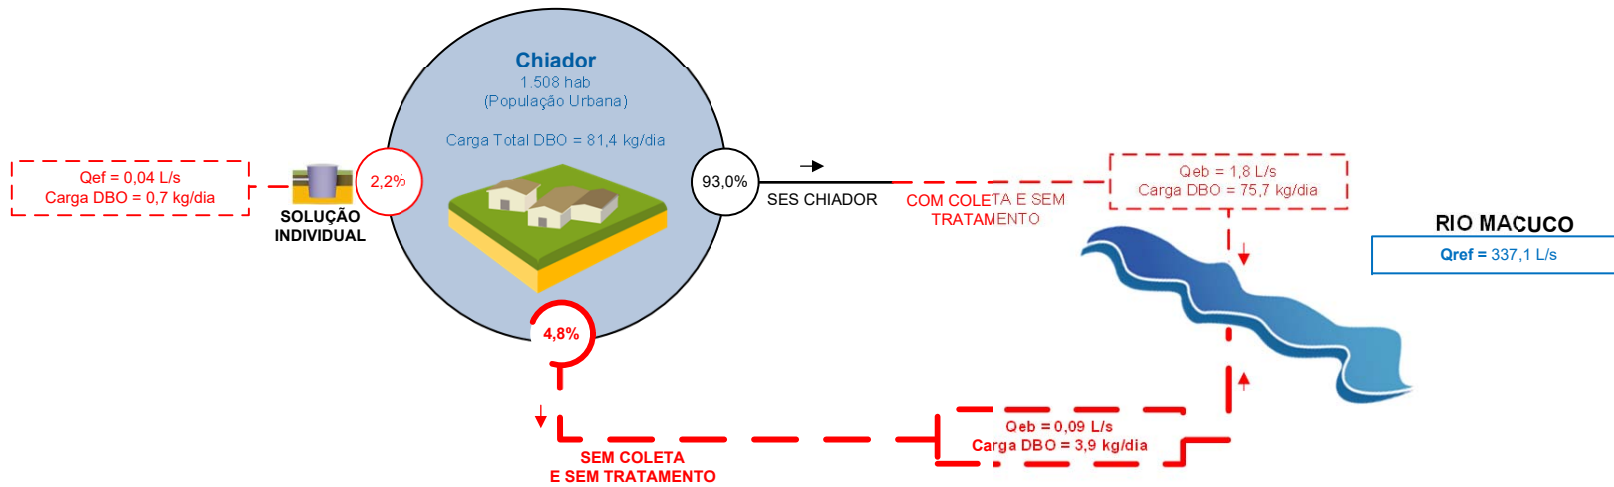 Chiador
1.508 hab
(População Urbana)
Carga Total DBO = 81,4 kg/dia
Qef = 0,04 L/s
Carga DBO = 0,7 kg/dia
SOLUÇÃO
INDIVIDUAL
2,2%
93,0%
SES CHIADOR
COM COLETA E SEM
TRATAMENTO
Qeb = 1,8 L/s
Carga DBO = 75,7 kg/dia
RIO MACUCO
Qref = 337,1 L/s
4,8%
SEM COLETA
E SEM TRATAMENTO
Qeb = 0,09 L/s
Carga DBO = 3,9 kg/dia